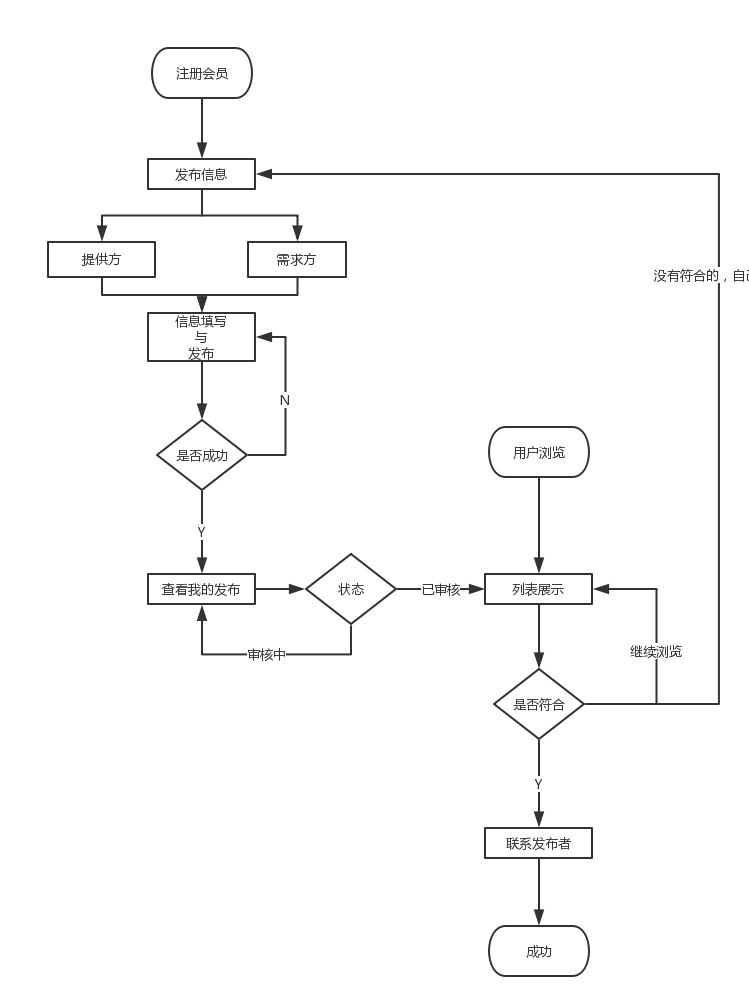 注册会员
发布信息
提供方
需求方
没有符合的，自
信息填写
与
发布
N
是否成功
用户浏览
Y
查看我的发布
状态
已审核
列表展示
审核中
继续浏览
是否符合
Y
联系发布者
成功